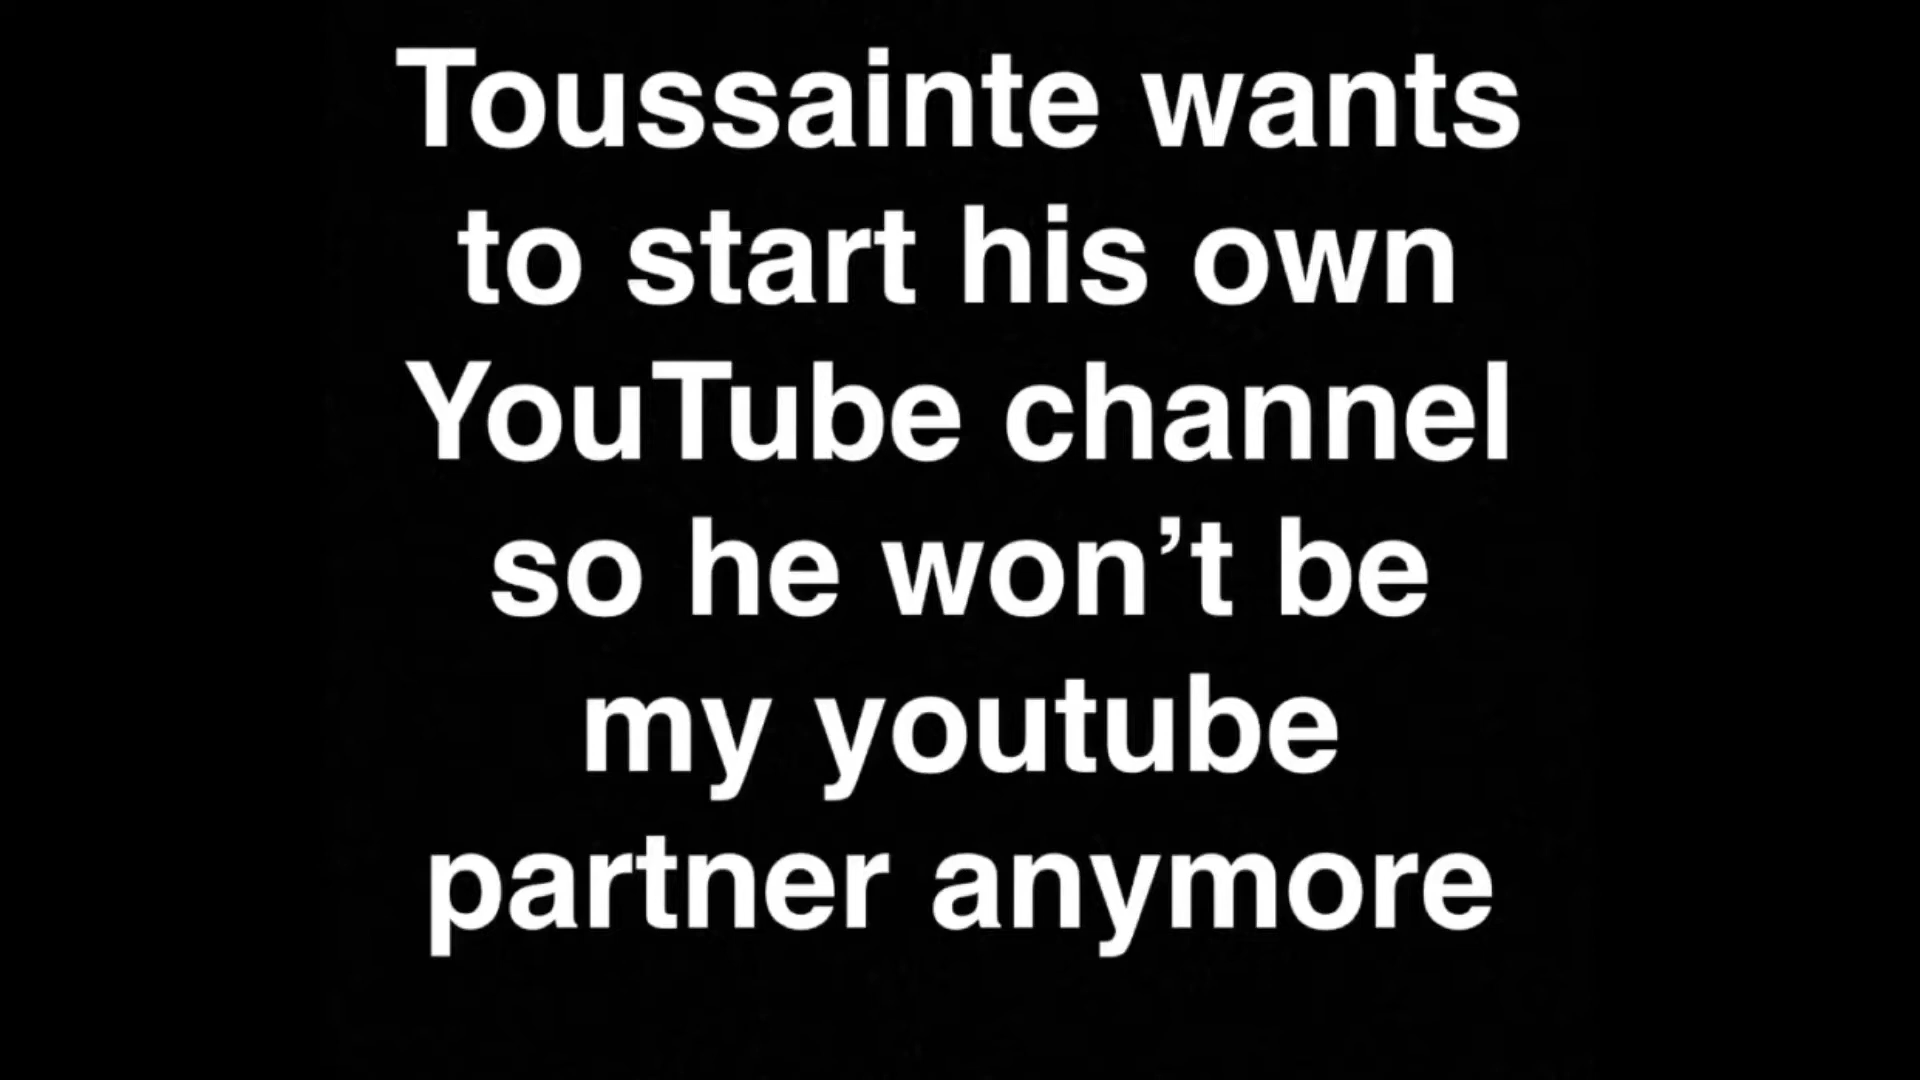 Toussainte wants
to start his own
YouTube channel
so he won’t be
my youtube
partner anymore